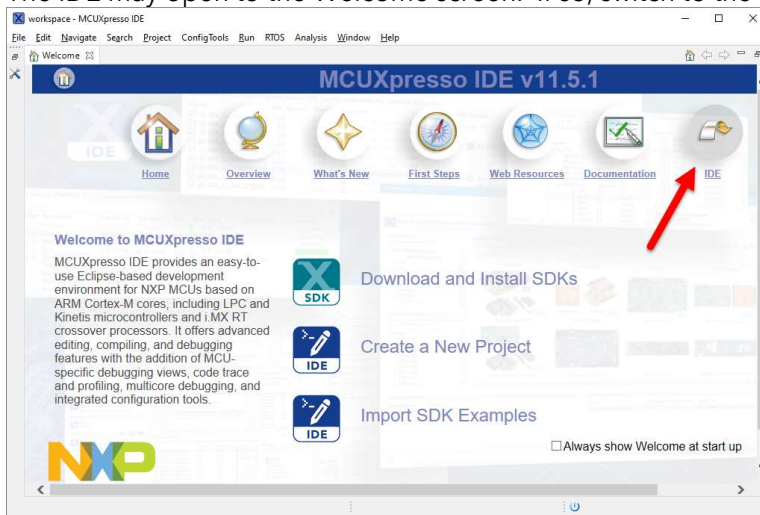 The IDE may open to the Welcome screen. If so, switch to the
workspace - MCUXpresso IDE
File Edit Navigate Search Project ConfigTools Run RTOS Analysis Window Help
Welcome
MCUXpresso IDE v11.5.1
IDE
Home Overview What's New First Steps Web Resources Documentation IDE
Welcome to MCUXpresso IDE
MCUXpresso IDE provides an easy-to-
use Eclipse-based development
environment for NXP MCUs based on
ARM Cortex-M cores, including LPC and
Kinetis microcontrollers and i.MX RT
crossover processors. It offers advanced
editing, compiling, and debugging
features with the addition of MCU-
specific debugging views, code trace
and profiling, multicore debugging, and
integrated configuration tools.
SDK
Download and Install SDKs
IDE
Create a New Project
IDE
Import SDK Examples
Always show Welcome at start up
NXP